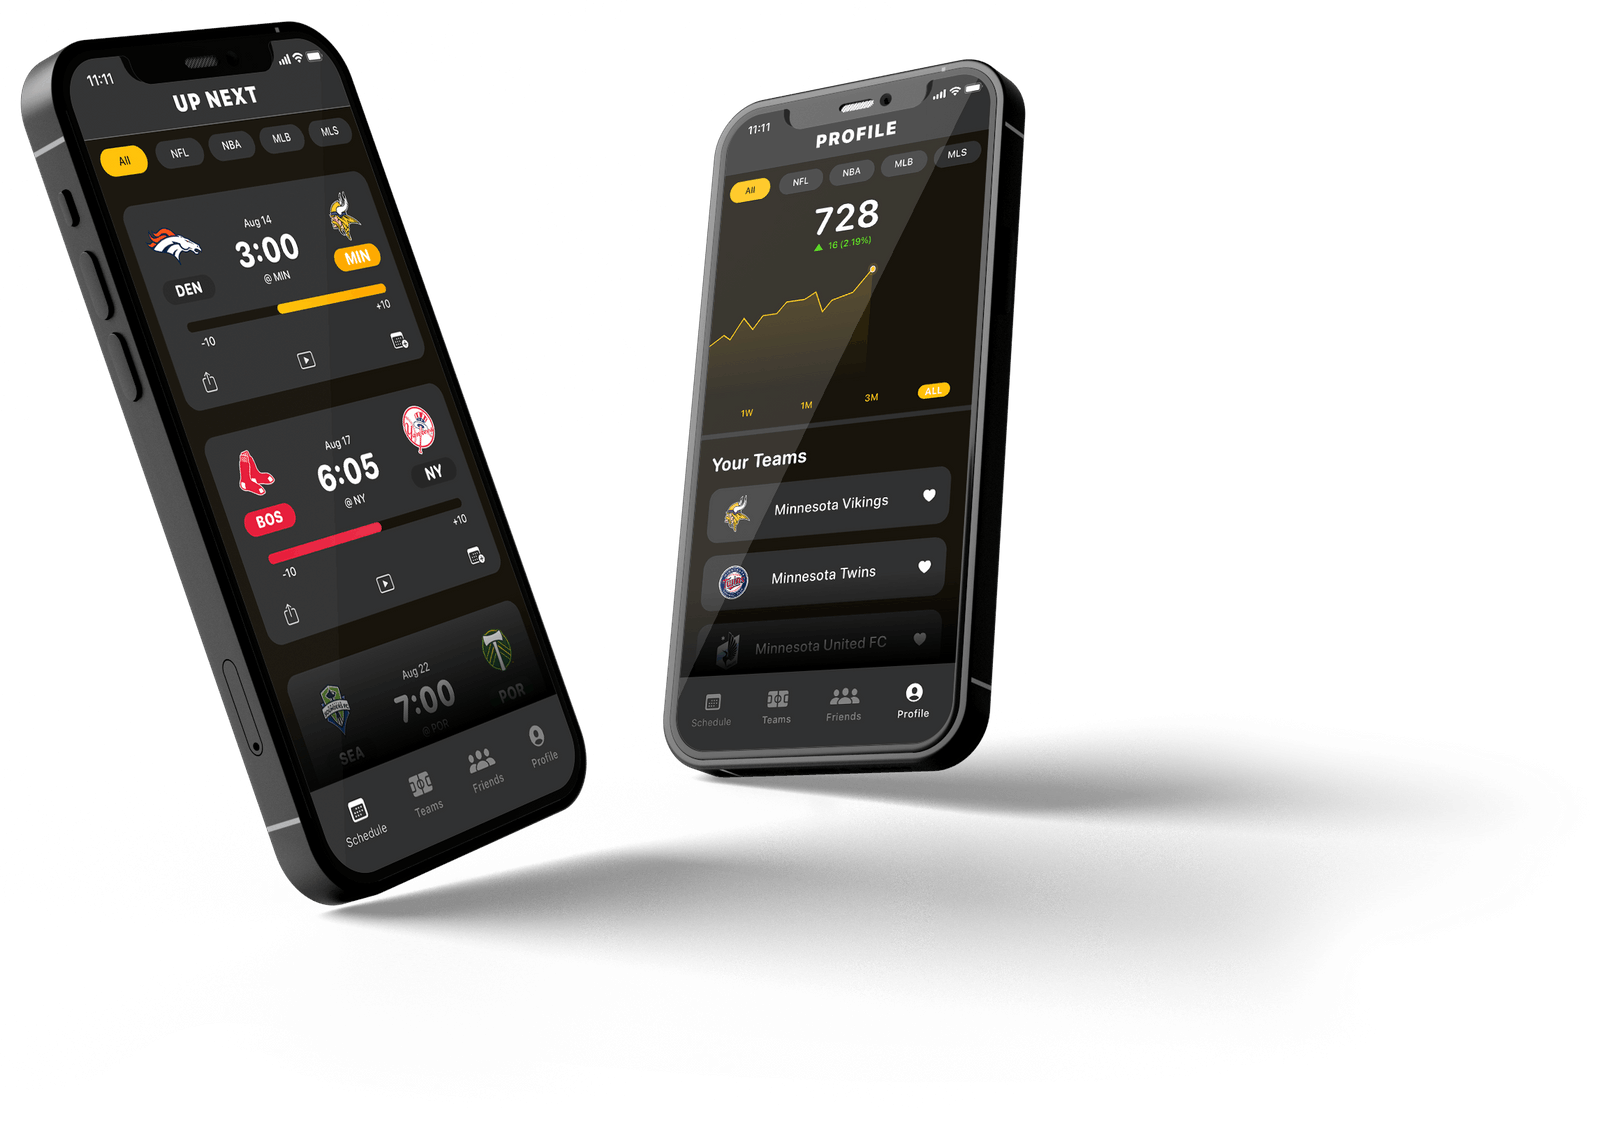 11:11
UP NEXT
All NFL NBA MLB MLS
Aug 14
3:00
@ MIN
DEN
MIN
-10
+10
Aug 17
6:05
@ NY
BOS
NY
-10
+10
Aug 22
7:00
@ POR
SEA
POR
Schedule Teams Friends Profile
11:11
PROFILE
All NFL NBA MLB MLS
728
16 (2.19%)
1W 1M 3M ALL
Your Teams
Minnesota Vikings
Minnesota Twins
Minnesota United FC
Schedule Teams Friends Profile